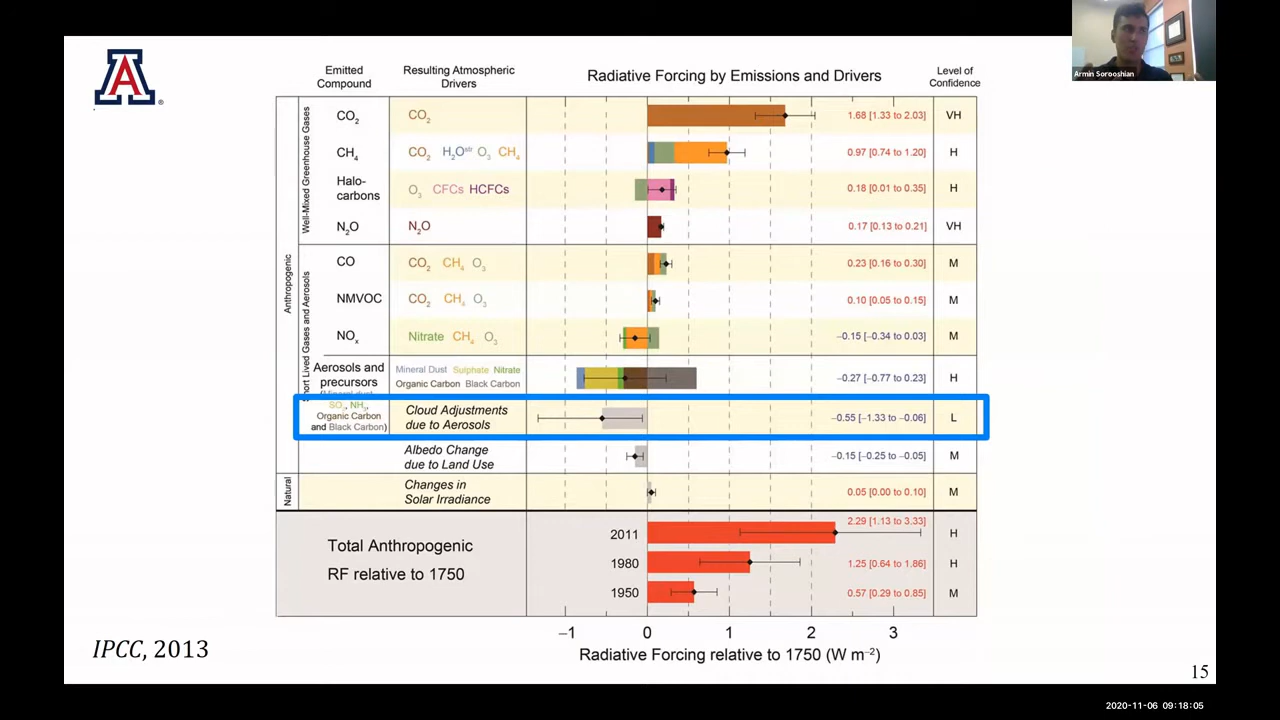 Armin Sorooshian
A
Emitted Compound
Resulting Atmospheric Drivers
Radiative Forcing by Emissions and Drivers
Level of Confidence
Anthropogenic
Well-Mixed Greenhouse Gases
CO2 CO2 1.68 [1.33 to 2.03] VH
CH4 CO2 H2Ostr O3 CH4 0.97 [0.74 to 1.20] H
Halo-carbons O3 CFCs HCFCs 0.18 [0.01 to 0.35] H
N2O N2O 0.17 [0.13 to 0.21] VH
Short Lived Gases and Aerosols
CO CO2 CH4 O3 0.23 [0.16 to 0.30] M
NMVOC CO2 CH4 O3 0.10 [0.05 to 0.15] M
NOx Nitrate CH4 O3 −0.15 [−0.34 to 0.03] M
Aerosols and precursors
(Mineral dust,
SO2, NH3,
Organic Carbon
and Black Carbon)
Mineral Dust Sulphate Nitrate
Organic Carbon Black Carbon
−0.27 [−0.77 to 0.23] H
Cloud Adjustments
due to Aerosols
−0.55 [−1.33 to −0.06] L
Albedo Change
due to Land Use
−0.15 [−0.25 to −0.05] M
Natural
Changes in
Solar Irradiance
0.05 [0.00 to 0.10] M
Total Anthropogenic
RF relative to 1750
2011 2.29 [1.13 to 3.33] H
1980 1.25 [0.64 to 1.86] H
1950 0.57 [0.29 to 0.85] M
−1 0 1 2 3
Radiative Forcing relative to 1750 (W m−2)
IPCC, 2013
15
2020-11-06 09:18:05